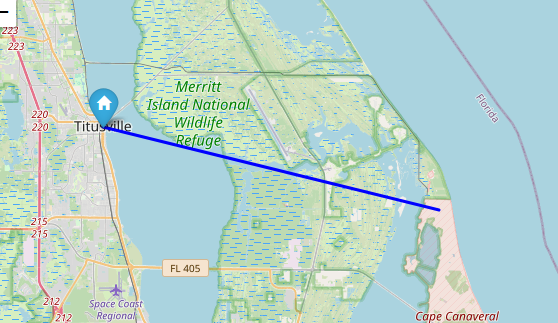 223
223
Merritt
Island National
Wildlife
Refuge
Florida
220
220
Titusville
215
215
FL 405
212
212
Space Coast
Regional
Cape Canaveral